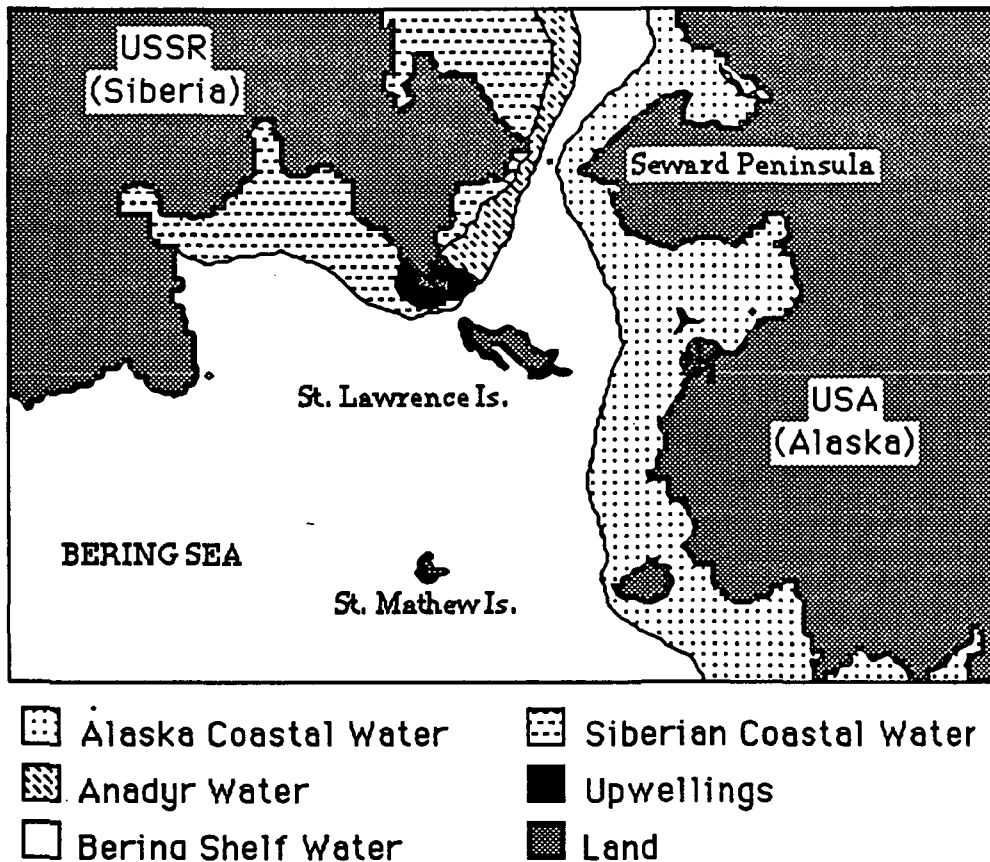 USSR
(Siberia)
Seward Peninsula
St. Lawrence Is.
USA
(Alaska)
BERING SEA
St. Mathew Is.
Alaska Coastal Water
Siberian Coastal Water
Anadyr Water
Upwellings
Bering Shelf Water
Land